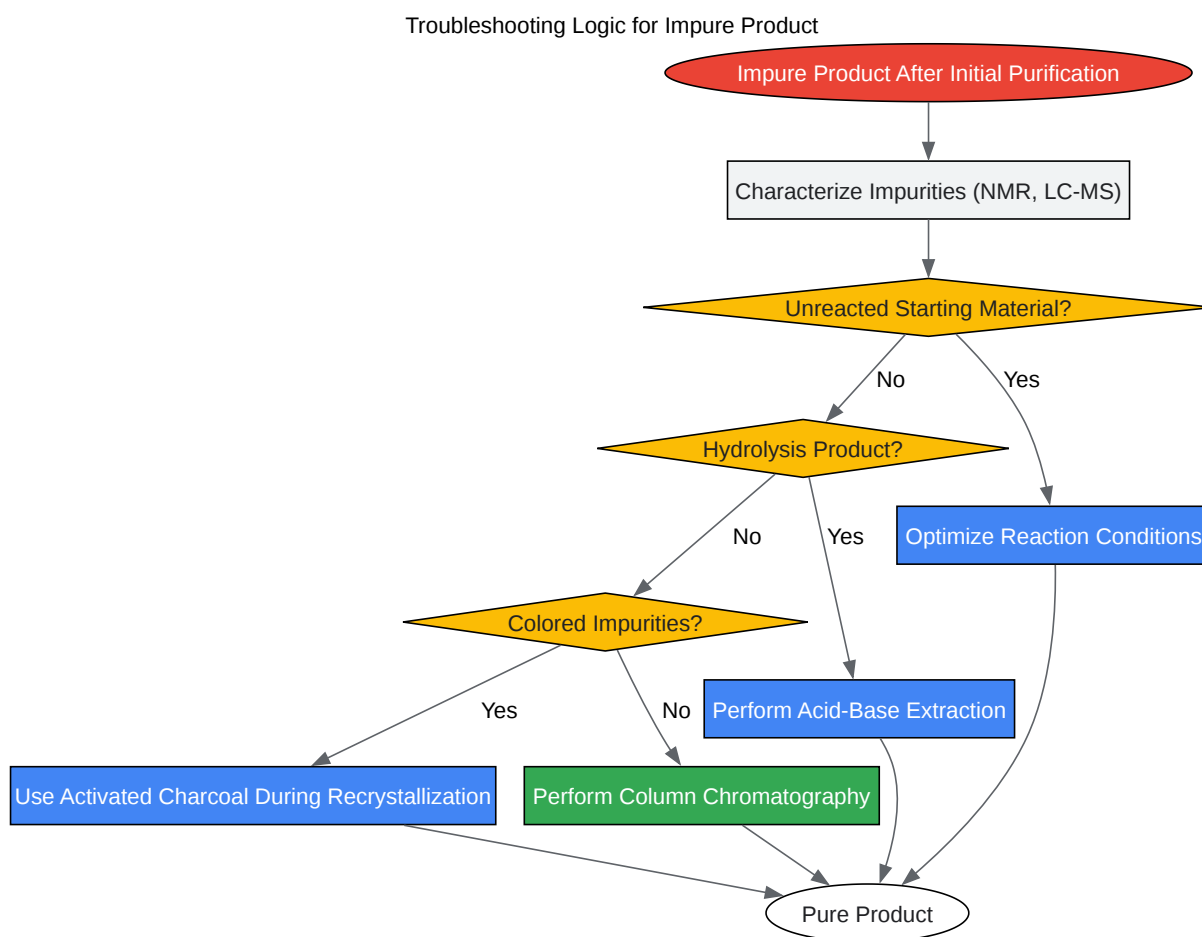 Troubleshooting Logic for Impure Product
Impure Product After Initial Purification
Characterize Impurities (NMR, LC-MS)
Unreacted Starting Material?
No
Yes
Hydrolysis Product?
Optimize Reaction Conditions
No
Yes
Colored Impurities?
Perform Acid-Base Extraction
Yes
No
Use Activated Charcoal During Recrystallization
Perform Column Chromatography
Pure Product